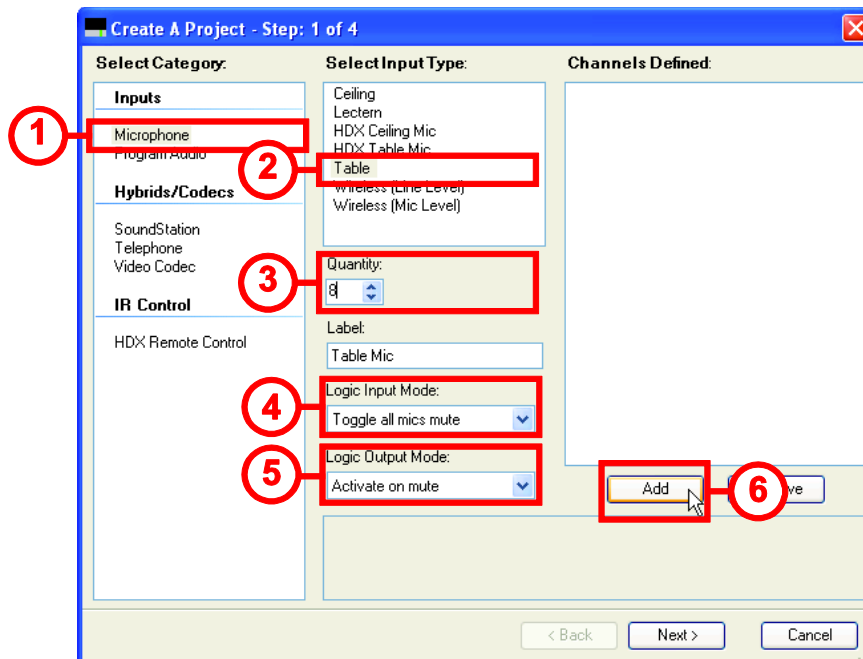 Create A Project - Step: 1 of 4
Select Category:
Inputs
Microphone
Program Audio
Hybrids/Codecs
SoundStation
Telephone
Video Codec
IR Control
HDX Remote Control
Select Input Type:
Ceiling
Lectern
HDX Ceiling Mic
HDX Table Mic
Table
Wireless (Line Level)
Wireless (Mic Level)
Quantity:
8
Label:
Table Mic
Logic Input Mode:
Toggle all mics mute
Logic Output Mode:
Activate on mute
Channels Defined:
Add
ve
< Back
Next >
Cancel
1
2
3
4
5
6